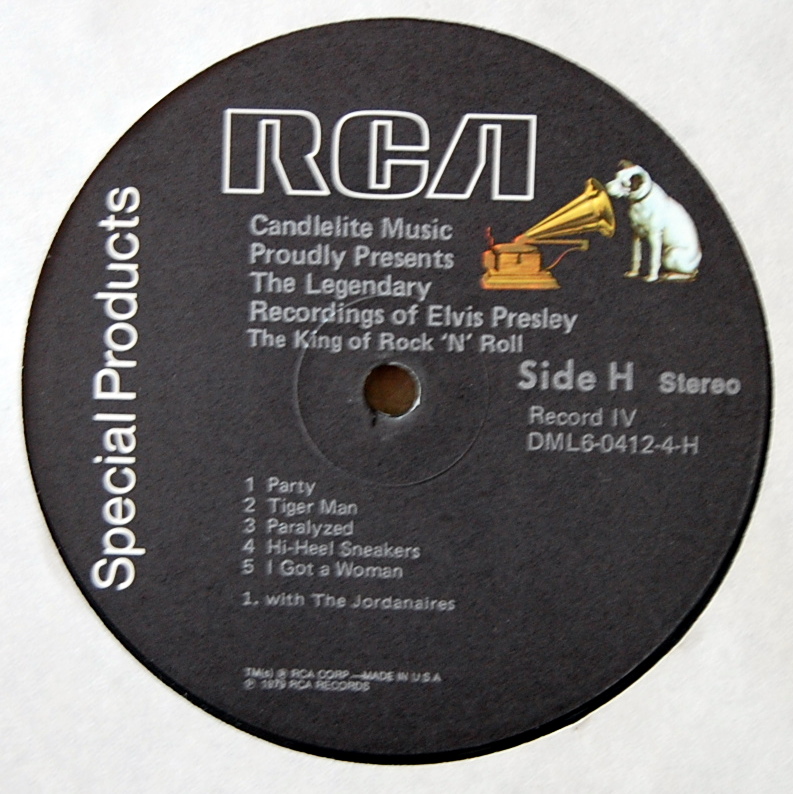 RCA
Special Products
Candlelite Music
Proudly Presents
The Legendary
Recordings of Elvis Presley
The King of Rock 'N' Roll
Side H Stereo
Record IV
DML6-0412-4-H
1 Party
2 Tiger Man
3 Paralyzed
4 Hi-Heel Sneakers
5 I Got a Woman
1. with The Jordanaires
TM(s) ® RCA CORP.—MADE IN U.S.A
℗ 1979 RCA RECORDS